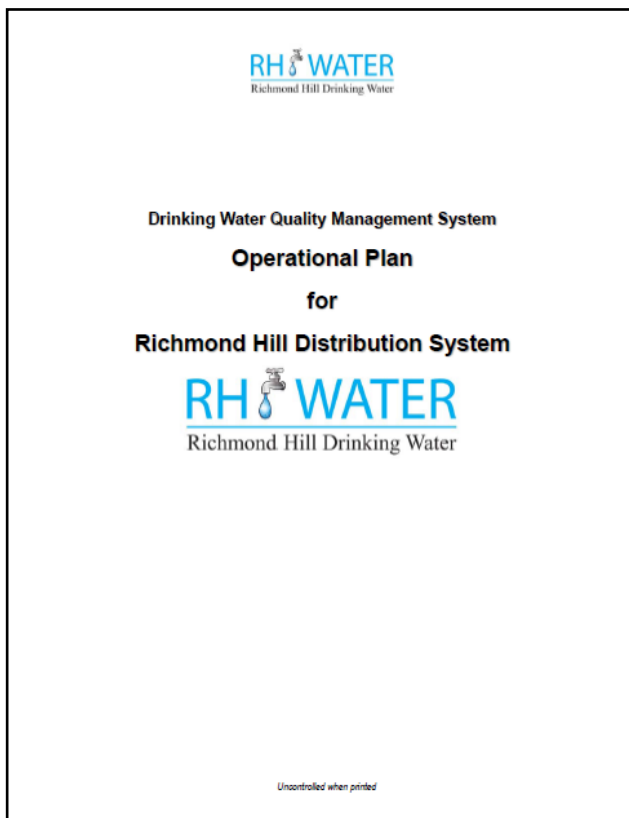 RH WATER
Richmond Hill Drinking Water
Drinking Water Quality Management System
Operational Plan
for
Richmond Hill Distribution System
RH WATER
Richmond Hill Drinking Water
Uncontrolled when printed